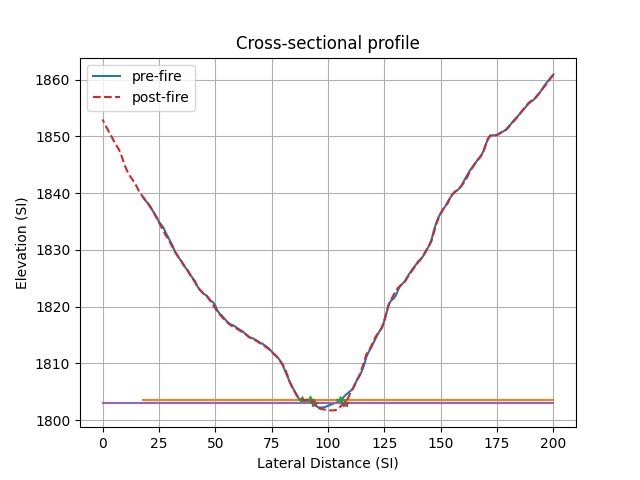 Cross-sectional profile
pre-fire
post-fire
Elevation (SI)
1860
1850
1840
1830
1820
1810
1800
0 25 50 75 100 125 150 175 200
Lateral Distance (SI)